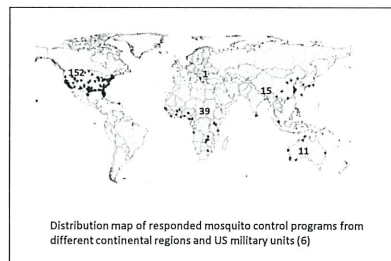 152
1
15
39
11
Distribution map of responded mosquito control programs from
different continental regions and US military units (6)